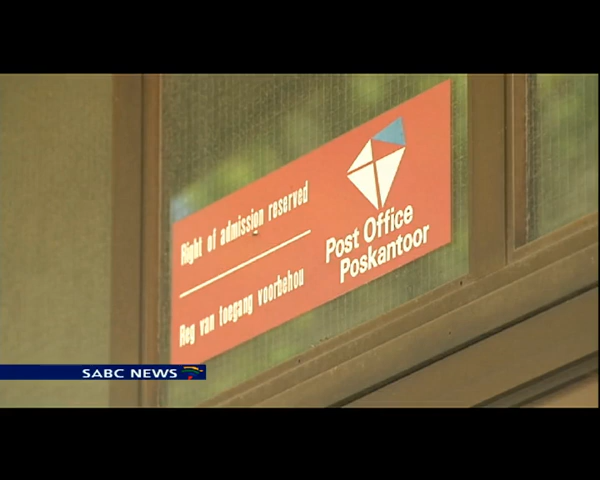 Right of admission reserved
Reg van toegang voorbehou
Post Office
Poskantoor
SABC NEWS